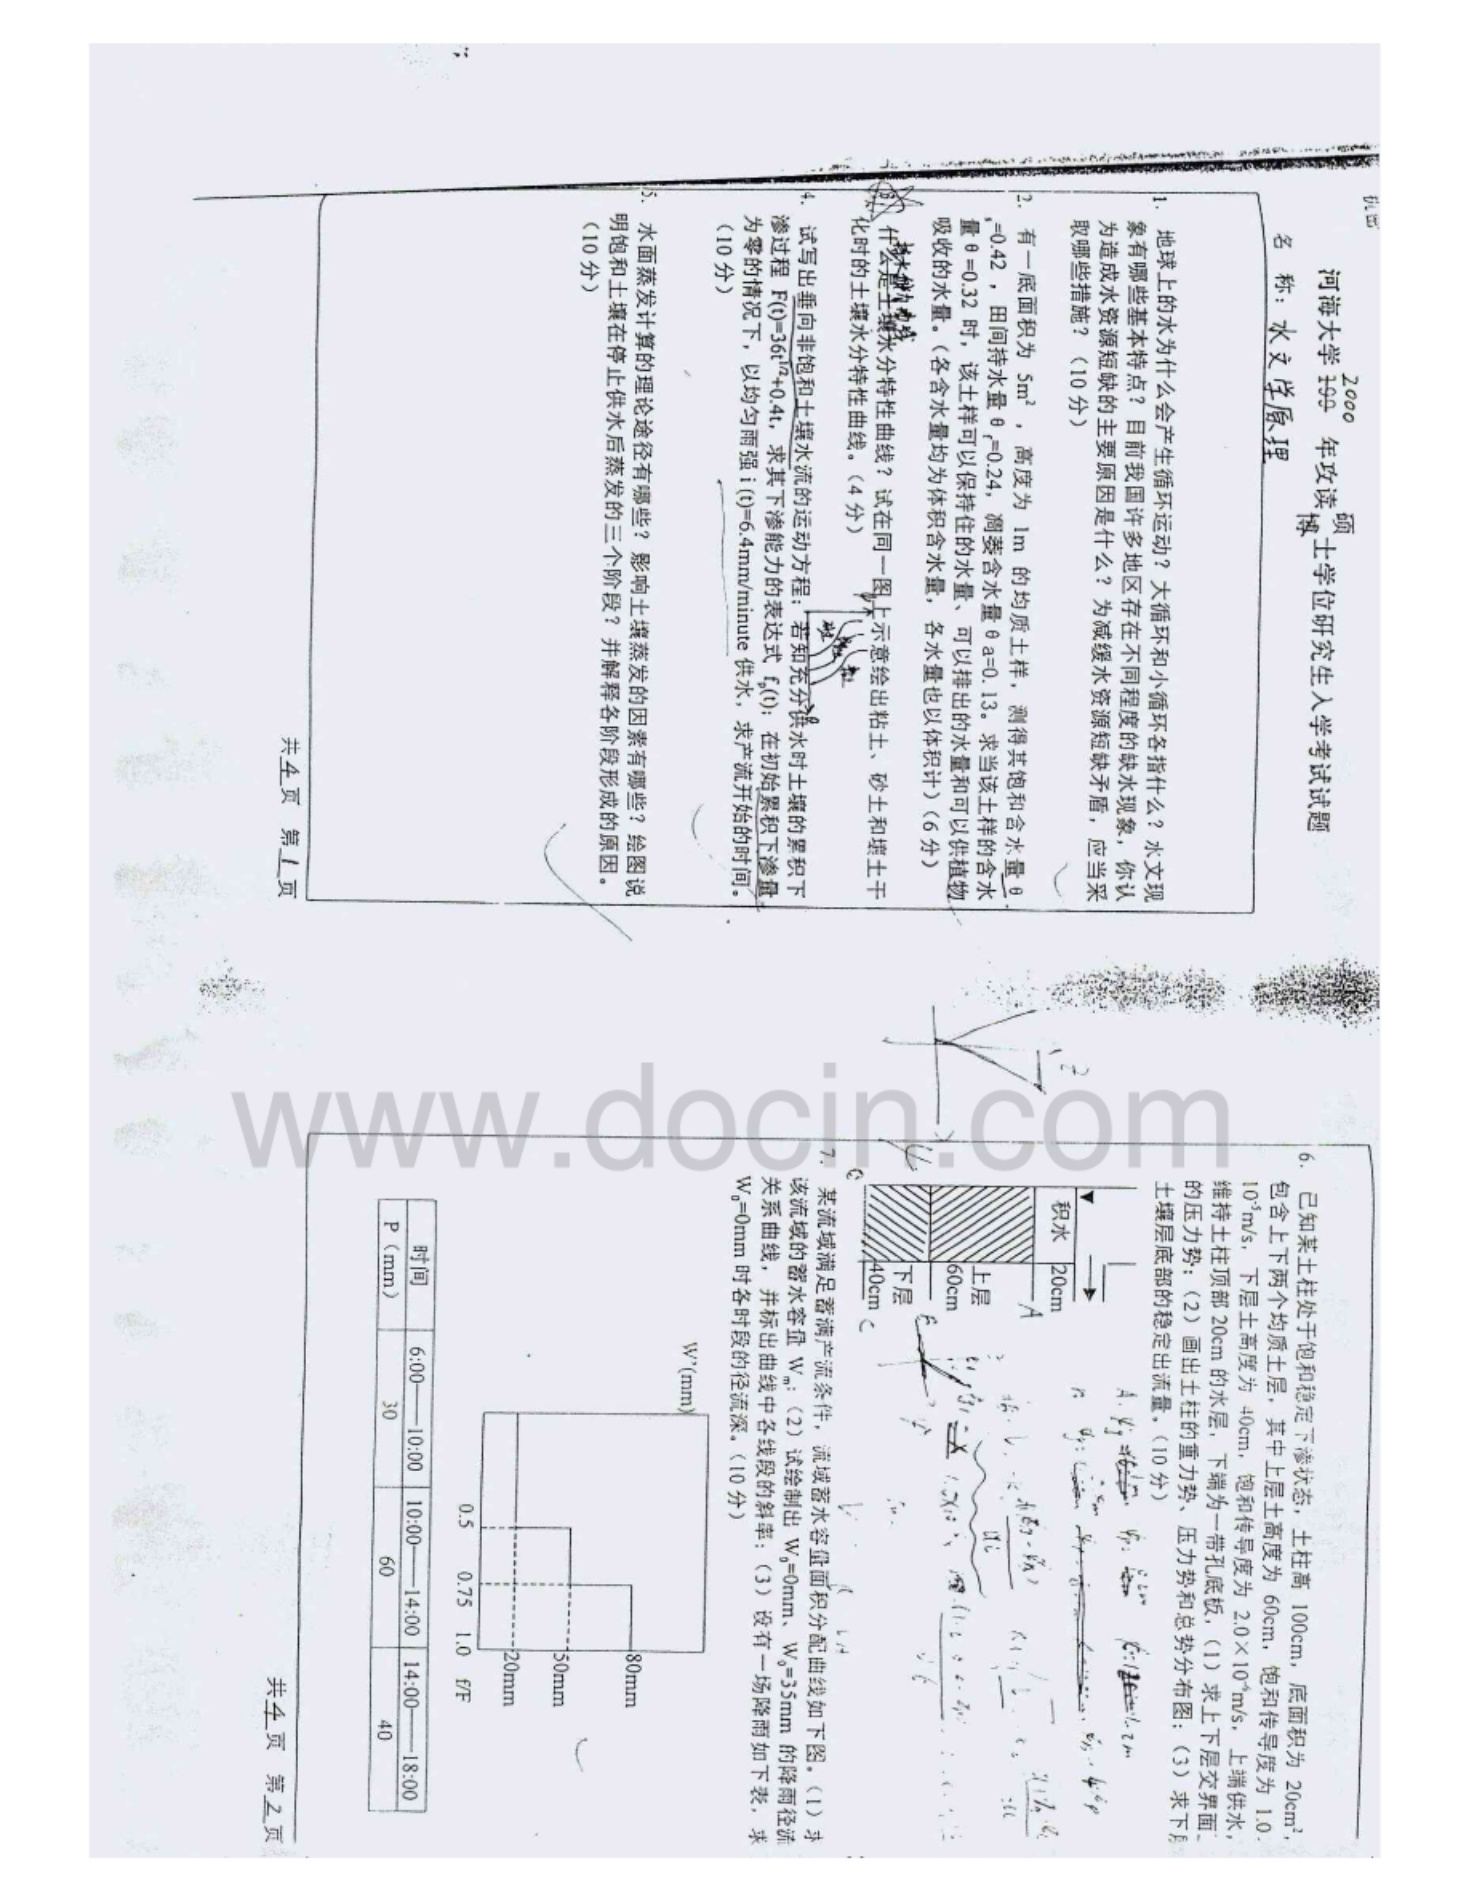 机密
河海大学 2000 年攻读 硕博 士学位研究生入学考试试题
名 称：水文学原理
1. 地球上的水为什么会产生循环运动？大循环和小循环各指什么？水文现
象有哪些基本特点？目前我国许多地区存在不同程度的缺水现象，你认
为造成水资源短缺的主要原因是什么？为减缓水资源短缺矛盾，应当采
取哪些措施？（10分）
2. 有一底面积为 5m²，高度为 1m 的均质土样，测得其饱和含水量 θ
s=0.42，田间持水量 θf=0.24，凋萎含水量 θa=0.13。求当该土样的含水
量 θ=0.32 时，该土样可以保持住的水量、可以排出的水量和可以供植物
吸收的水量。（各含水量均为体积含水量，各水量也以体积计）（6分）
3. 什么是土壤水分特性曲线？试在同一图上示意绘出粘土、砂土和壤土干
化时的土壤水分特性曲线。（4分）
4. 试写出垂向非饱和土壤水流的运动方程；若知充分供水时土壤的累积下
渗过程 F(t)=36t^1/2+0.4t，求其下渗能力的表达式 fp(t)；在初始累积下渗量
为零的情况下，以均匀雨强 i(t)=6.4mm/minute 供水，求产流开始的时间。
（10分）
5. 水面蒸发计算的理论途径有哪些？影响土壤蒸发的因素有哪些？绘图说
明饱和土壤在停止供水后蒸发的三个阶段？并解释各阶段形成的原因。
（10分）
共4页 第1页
6. 已知某土柱处于饱和稳定下渗状态，土柱高 100cm，底面积为 20cm²，
包含上下两个均质土层，其中上层土高度为 60cm，饱和传导度为 1.0
10⁻⁵m/s，下层土高度为 40cm，饱和传导度为 2.0×10⁻⁶m/s，上端供水，
维持土柱顶部 20cm 的水层，下端为一带孔底板，（1）求上下层交界面
的压力势；（2）画出土柱的重力势、压力势和总势分布图；（3）求下层
土壤层底部的稳定出流量。（10分）
积水
20cm
A
上层
60cm
下层
40cm
C
7. 某流域满足蓄满产流条件，流域蓄水容量面积分配曲线如下图。（1）求
该流域的蓄水容量 Wm；（2）试绘制出 W0=0mm、W0=35mm 的降雨径流
关系曲线，并标出曲线中各线段的斜率；（3）设有一场降雨如下表，求
W0=0mm 时各时段的径流深。（10分）
W'(mm)
80mm
50mm
20mm
0.5 0.75 1.0 f/F
时间 6:00——10:00 10:00——14:00 14:00——18:00
P（mm） 30 60 40
共4页 第2页
www.docin.com